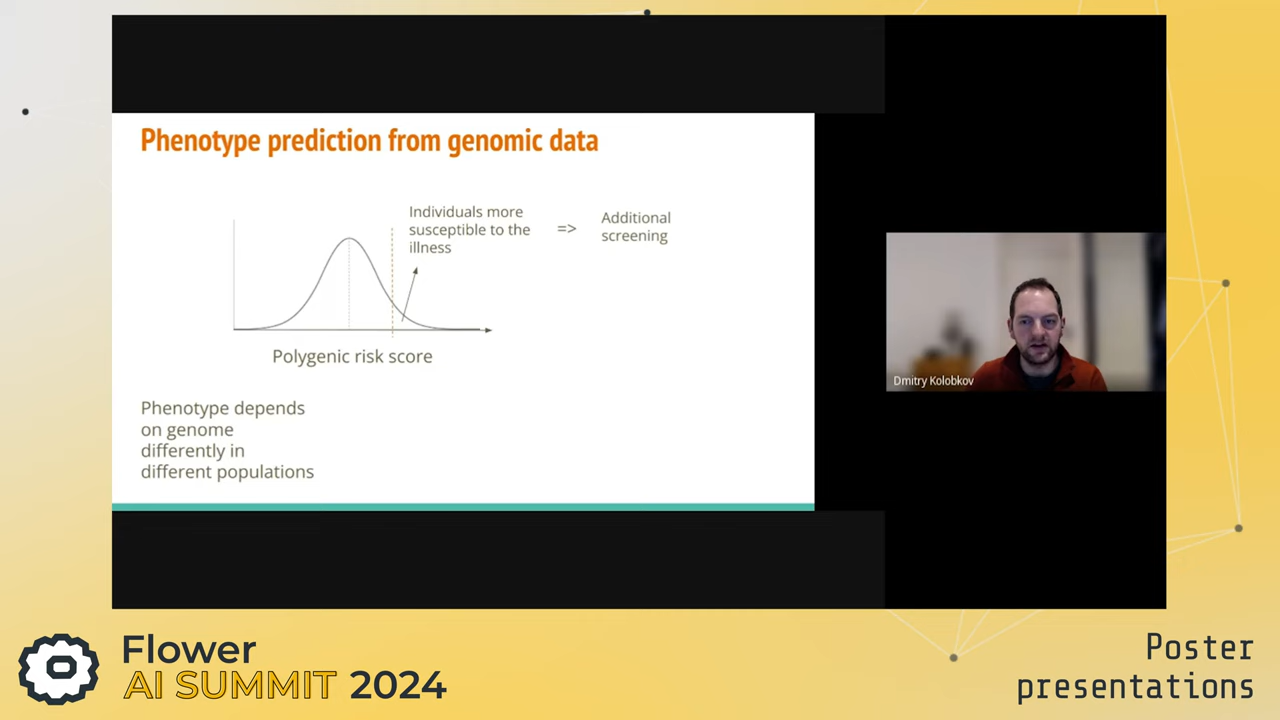 Phenotype prediction from genomic data
Individuals more
susceptible to the
illness
=>
Additional
screening
Polygenic risk score
Phenotype depends
on genome
differently in
different populations
Dmitry Kolobkov
Flower
AI SUMMIT 2024
Poster
presentations